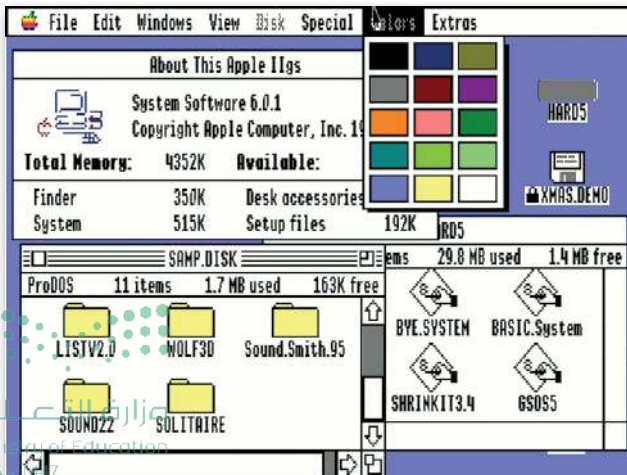 File Edit Windows View Disk Special Colors Extras
About This Apple IIgs
System Software 6.0.1
Copyright Apple Computer, Inc. 19
Total Memory: 4352K Available:
Finder 350K Desk accessories
System 515K Setup files 192K
HARD5
XMAS.DEMO
RD5
ems 29.8 MB used 1.4 MB free
SAMP.DISK
ProDOS 11 items 1.7 MB used 163K free
BYE.SYSTEM BASIC.System
LISTV2.0 WOLF3D Sound.Smith.95
SHRINKIT3.4 GSOS5
SOUND22 SOLITAIRE
وزارة التعليم
of Education